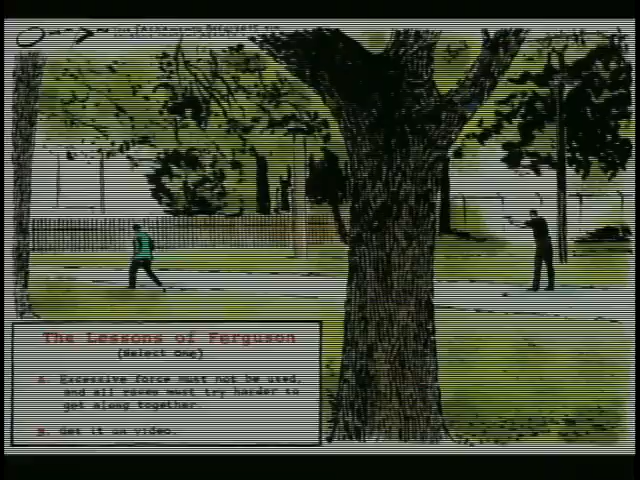 The Lessons of Ferguson
(Select One)
A. Excessive force must not be used,
and all races must try harder to
get along together.
B. Get it on video.